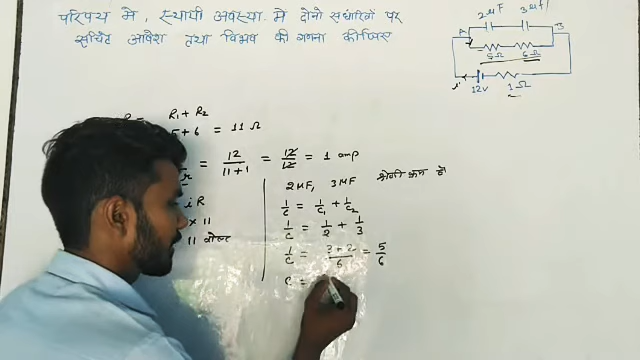 परिपथ मे, स्थायी अवस्था मे दोनो संधारित्रों पर
संचित आवेश तथा विभव की गणना कीजिए
2μF 3μF
A B
5Ω 6Ω
12V 1Ω
R1 + R2
5+6 = 11 Ω
= 12/(11+1) = 12/12 = 1 amp
iR
× 11
11 वोल्ट
2μF, 3μF श्रेणी क्रम मे
1/C = 1/C1 + 1/C2
1/C = 1/2 + 1/3
1/C = (3+2)/6 = 5/6
C =